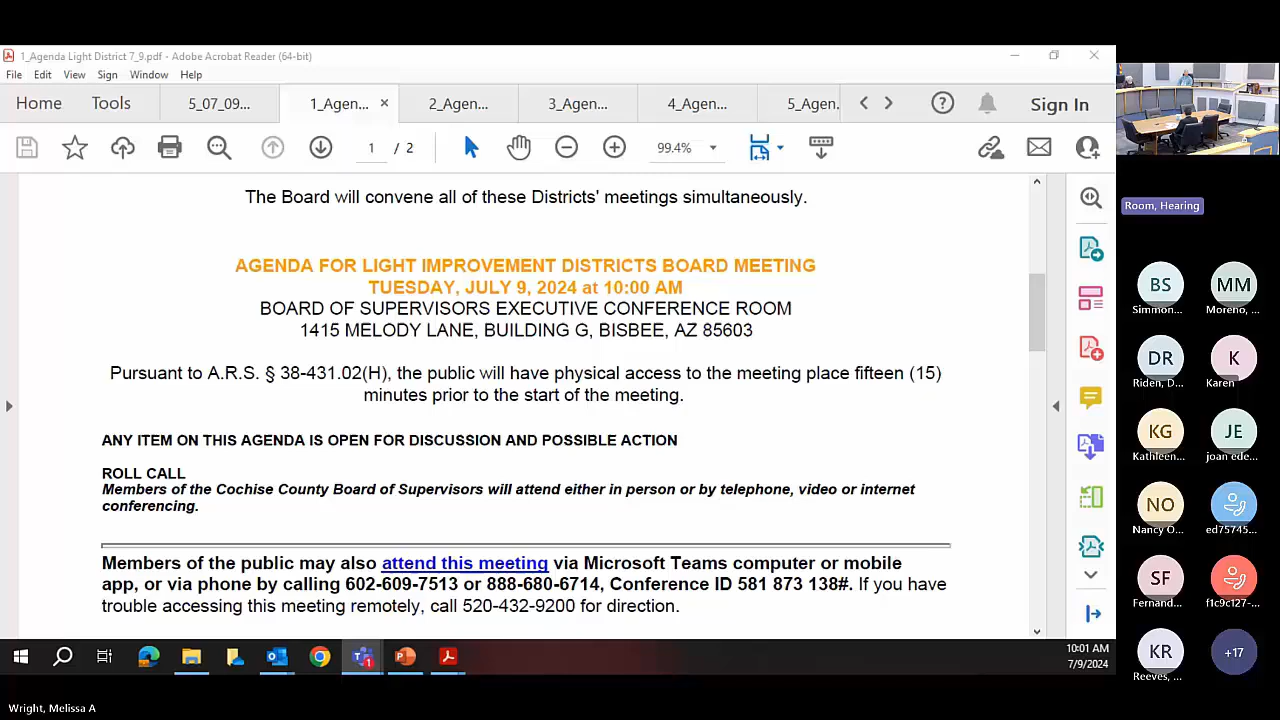 1_Agenda Light District 7_9.pdf - Adobe Acrobat Reader (64-bit)
File Edit View Sign Window Help
Home Tools 5_07_09... 1_Agen... × 2_Agen... 3_Agen... 4_Agen... 5_Agen. Sign In
1 / 2 99.4%
The Board will convene all of these Districts' meetings simultaneously.
AGENDA FOR LIGHT IMPROVEMENT DISTRICTS BOARD MEETING
TUESDAY, JULY 9, 2024 at 10:00 AM
BOARD OF SUPERVISORS EXECUTIVE CONFERENCE ROOM
1415 MELODY LANE, BUILDING G, BISBEE, AZ 85603
Pursuant to A.R.S. § 38-431.02(H), the public will have physical access to the meeting place fifteen (15)
minutes prior to the start of the meeting.
ANY ITEM ON THIS AGENDA IS OPEN FOR DISCUSSION AND POSSIBLE ACTION
ROLL CALL
Members of the Cochise County Board of Supervisors will attend either in person or by telephone, video or internet
conferencing.
Members of the public may also attend this meeting via Microsoft Teams computer or mobile
app, or via phone by calling 602-609-7513 or 888-680-6714, Conference ID 581 873 138#. If you have
trouble accessing this meeting remotely, call 520-432-9200 for direction.
10:01 AM
7/9/2024
Room, Hearing
BS MM
Simmon... Moreno, ...
DR K
Riden, D... Karen
KG JE
Kathleen... joan ede...
NO
Nancy O... ed75745...
SF
Fernand... f1c9c127-...
KR +17
Reeves, ...
Wright, Melissa A